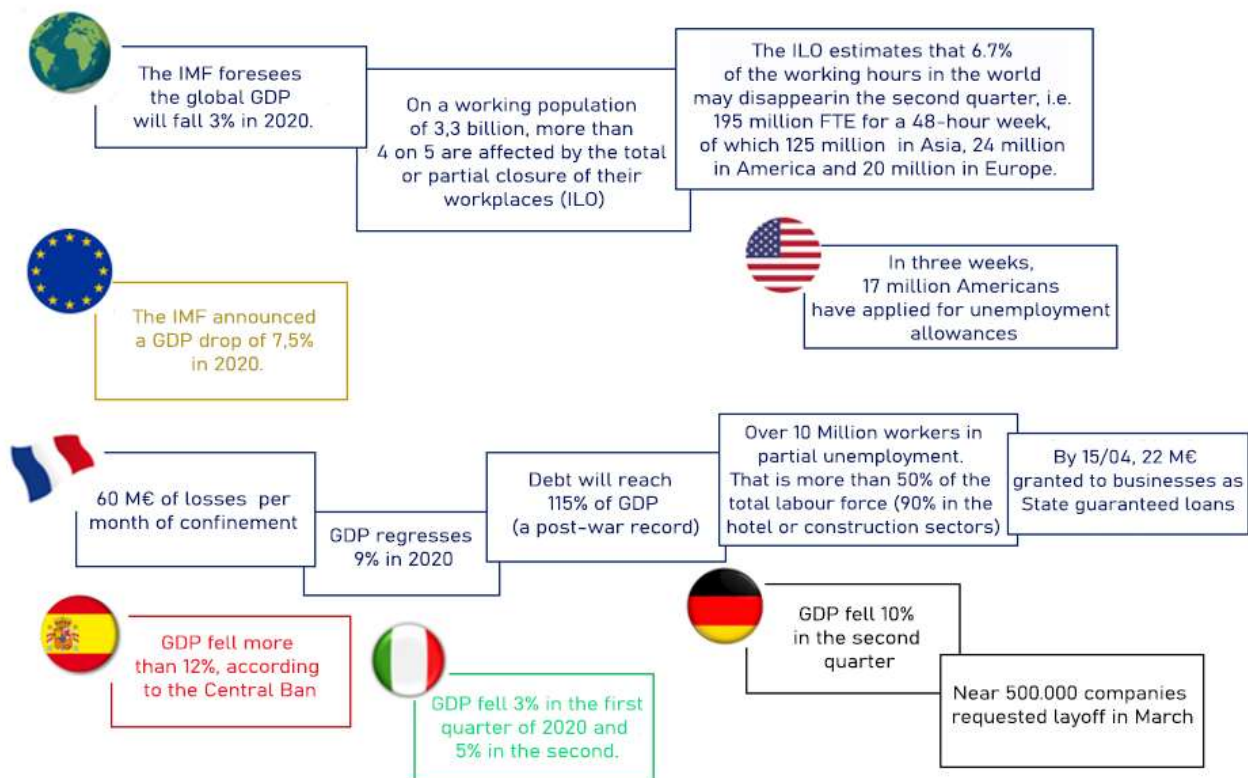 The IMF foresees
the global GDP
will fall 3% in 2020.
On a working population
of 3,3 billion, more than
4 on 5 are affected by the total
or partial closure of their
workplaces (ILO)
The ILO estimates that 6.7%
of the working hours in the world
may disappearin the second quarter, i.e.
195 million FTE for a 48-hour week,
of which 125 million in Asia, 24 million
in America and 20 million in Europe.
The IMF announced
a GDP drop of 7,5%
in 2020.
In three weeks,
17 million Americans
have applied for unemployment
allowances
60 M€ of losses per
month of confinement
GDP regresses
9% in 2020
Debt will reach
115% of GDP
(a post-war record)
Over 10 Million workers in
partial unemployment.
That is more than 50% of the
total labour force (90% in the
hotel or construction sectors)
By 15/04, 22 M€
granted to businesses as
State guaranteed loans
GDP fell more
than 12%, according
to the Central Ban
GDP fell 3% in the first
quarter of 2020 and
5% in the second.
GDP fell 10%
in the second
quarter
Near 500.000 companies
requested layoff in March